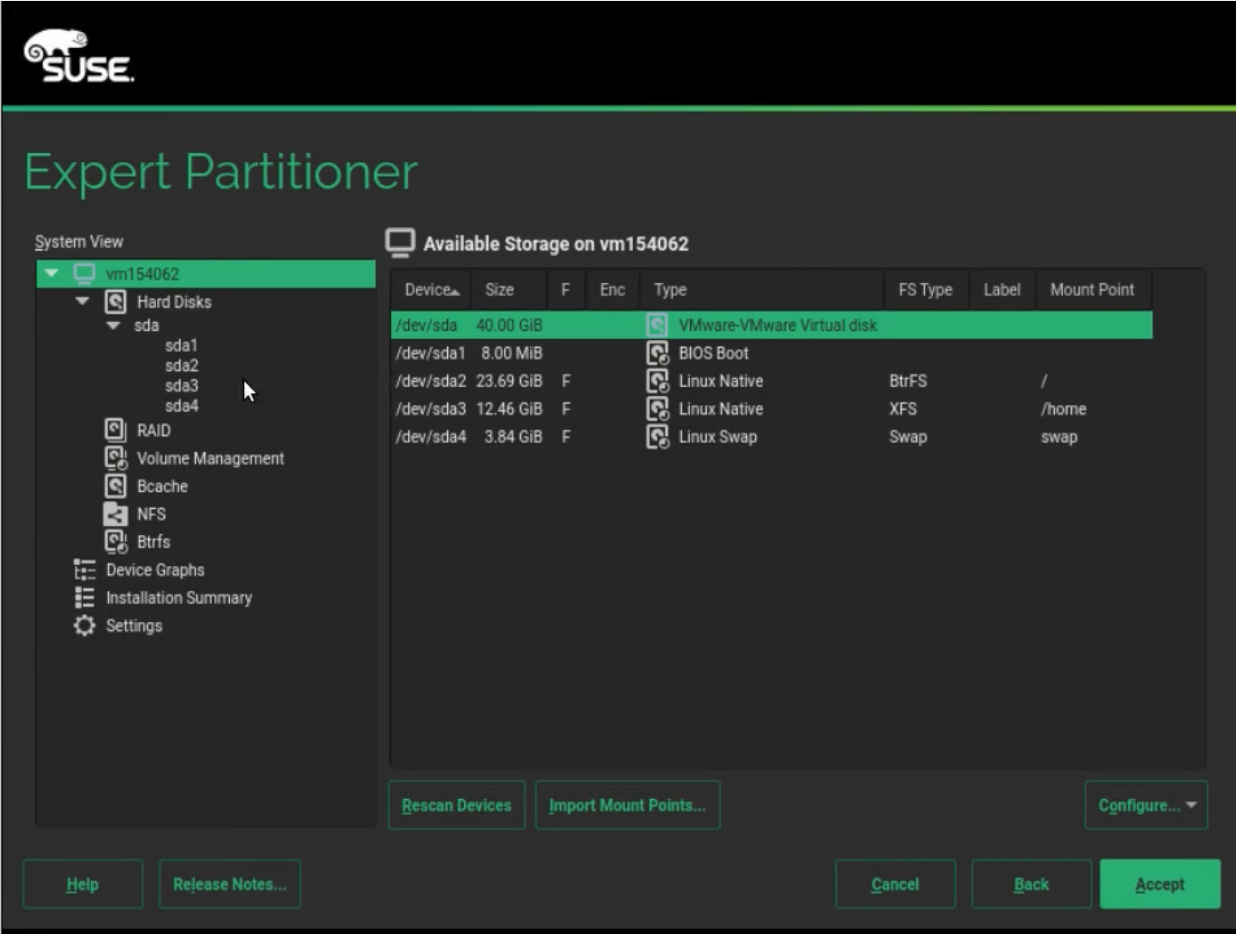 SUSE.
Expert Partitioner
System View
vm154062
Hard Disks
sda
sda1
sda2
sda3
sda4
RAID
Volume Management
Bcache
NFS
Btrfs
Device Graphs
Installation Summary
Settings
Available Storage on vm154062
Device Size F Enc Type FS Type Label Mount Point
/dev/sda 40.00 GiB VMware-VMware Virtual disk
/dev/sda1 8.00 MiB BIOS Boot
/dev/sda2 23.69 GiB F Linux Native BtrFS /
/dev/sda3 12.46 GiB F Linux Native XFS /home
/dev/sda4 3.84 GiB F Linux Swap Swap swap
Rescan Devices Import Mount Points... Configure...
Help Release Notes... Cancel Back Accept